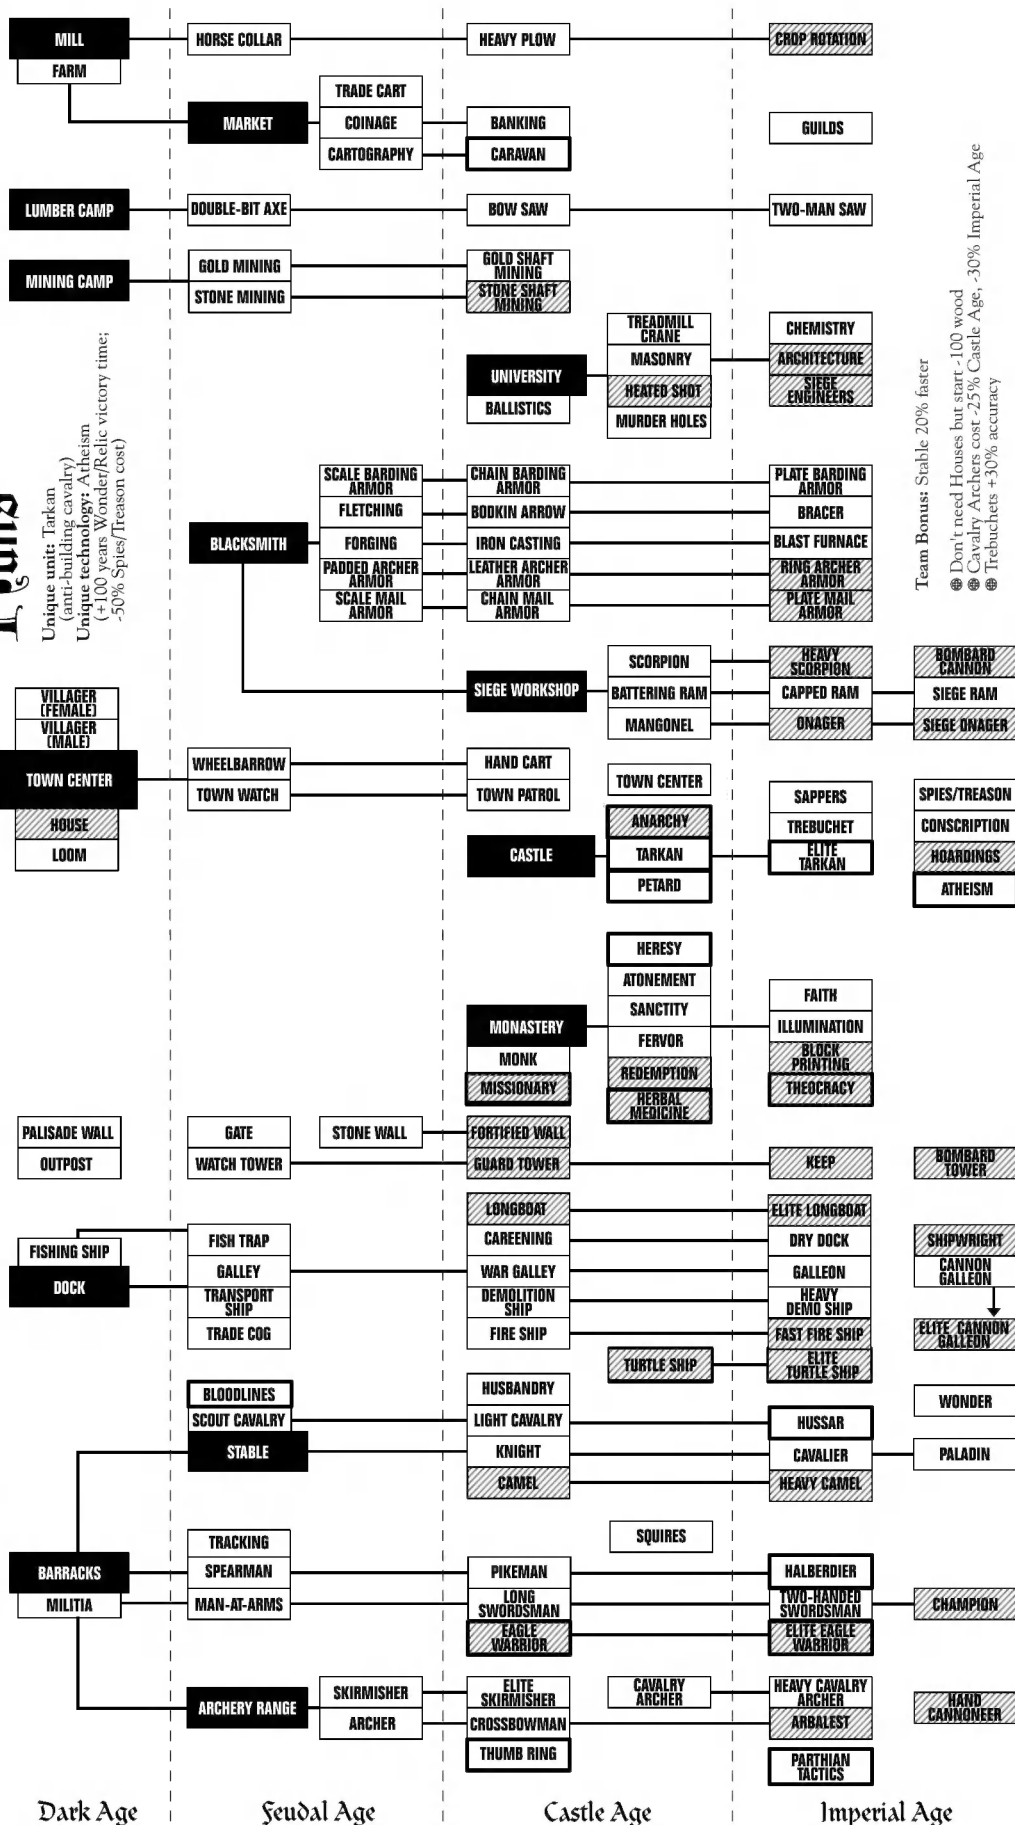 MILL
FARM
HORSE COLLAR
HEAVY PLOW
CROP ROTATION
MARKET
TRADE CART
COINAGE
CARTOGRAPHY
BANKING
CARAVAN
GUILDS
LUMBER CAMP
DOUBLE-BIT AXE
BOW SAW
TWO-MAN SAW
MINING CAMP
GOLD MINING
STONE MINING
GOLD SHAFT
MINING
STONE SHAFT
MINING
UNIVERSITY
BALLISTICS
TREADMILL
CRANE
MASONRY
HEATED SHOT
MURDER HOLES
CHEMISTRY
ARCHITECTURE
SIEGE
ENGINEERS
Huns
Unique unit: Tarkan
(anti-building cavalry)
Unique technology: Atheism
(+100 years Wonder/Relic victory time;
-50% Spies/Treason cost)
Team Bonus: Stable 20% faster
Don't need Houses but start -100 wood
Cavalry Archers cost -25% Castle Age, -30% Imperial Age
Trebuchets +30% accuracy
BLACKSMITH
SCALE BARDING
ARMOR
FLETCHING
FORGING
PADDED ARCHER
ARMOR
SCALE MAIL
ARMOR
CHAIN BARDING
ARMOR
BODKIN ARROW
IRON CASTING
LEATHER ARCHER
ARMOR
CHAIN MAIL
ARMOR
PLATE BARDING
ARMOR
BRACER
BLAST FURNACE
RING ARCHER
ARMOR
PLATE MAIL
ARMOR
SIEGE WORKSHOP
SCORPION
BATTERING RAM
MANGONEL
HEAVY
SCORPION
CAPPED RAM
ONAGER
BOMBARD
CANNON
SIEGE RAM
SIEGE ONAGER
VILLAGER
(FEMALE)
VILLAGER
(MALE)
TOWN CENTER
HOUSE
LOOM
WHEELBARROW
TOWN WATCH
HAND CART
TOWN PATROL
TOWN CENTER
CASTLE
ANARCHY
TARKAN
PETARD
SAPPERS
TREBUCHET
ELITE
TARKAN
SPIES/TREASON
CONSCRIPTION
HOARDINGS
ATHEISM
MONASTERY
MONK
MISSIONARY
HERESY
ATONEMENT
SANCTITY
FERVOR
REDEMPTION
HERBAL
MEDICINE
FAITH
ILLUMINATION
BLOCK
PRINTING
THEOCRACY
PALISADE WALL
OUTPOST
GATE
WATCH TOWER
STONE WALL
FORTIFIED WALL
GUARD TOWER
KEEP
BOMBARD
TOWER
FISHING SHIP
DOCK
FISH TRAP
GALLEY
TRANSPORT
SHIP
TRADE COG
LONGBOAT
CAREENING
WAR GALLEY
DEMOLITION
SHIP
FIRE SHIP
TURTLE SHIP
ELITE LONGBOAT
DRY DOCK
GALLEON
HEAVY
DEMO SHIP
FAST FIRE SHIP
ELITE
TURTLE SHIP
SHIPWRIGHT
CANNON
GALLEON
ELITE CANNON
GALLEON
WONDER
BLOODLINES
SCOUT CAVALRY
STABLE
HUSBANDRY
LIGHT CAVALRY
KNIGHT
CAMEL
HUSSAR
CAVALIER
HEAVY CAMEL
PALADIN
BARRACKS
MILITIA
TRACKING
SPEARMAN
MAN-AT-ARMS
SQUIRES
PIKEMAN
LONG
SWORDSMAN
EAGLE
WARRIOR
HALBERDIER
TWO-HANDED
SWORDSMAN
ELITE EAGLE
WARRIOR
CHAMPION
ARCHERY RANGE
SKIRMISHER
ARCHER
ELITE
SKIRMISHER
CROSSBOWMAN
THUMB RING
CAVALRY
ARCHER
HEAVY CAVALRY
ARCHER
ARBALEST
PARTHIAN
TACTICS
HAND
CANNONEER
Dark Age
Feudal Age
Castle Age
Imperial Age